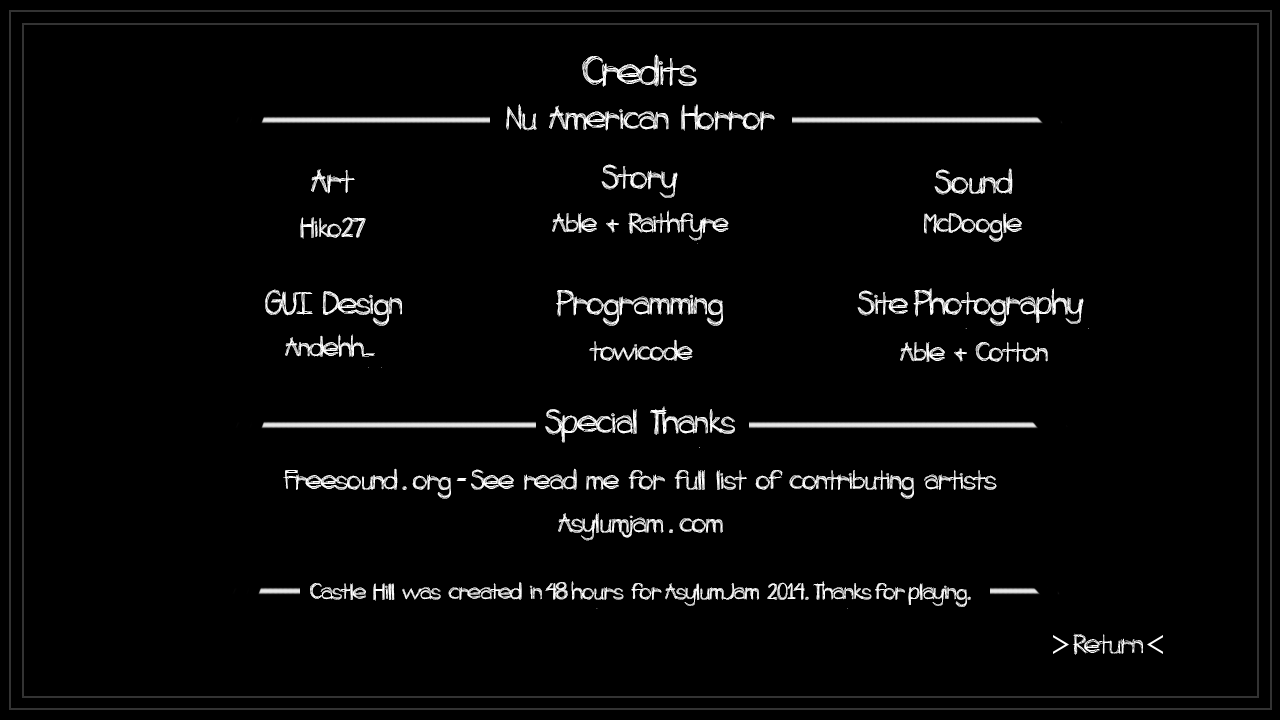 Credits
Nu American Horror
Art
Story
Sound
Hiko27
Able + Raithfyre
McDoogle
GUI Design
Programming
Site Photography
Andehh_
towicode
Able + Cotton
Special Thanks
Freesound.org - See read me for full list of contributing artists
Asylumjam.com
Castle Hill was created in 48 hours for AsylumJam 2014. Thanks for playing.
>Return<